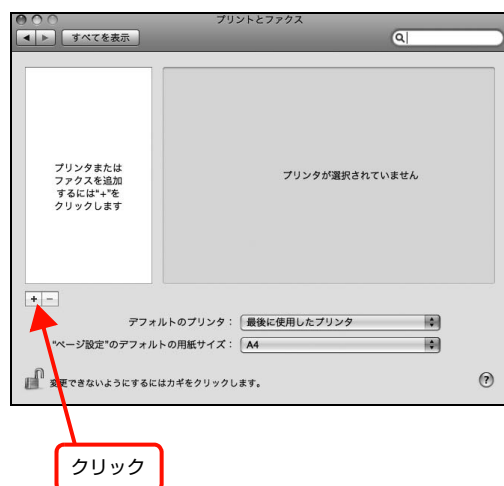 プリントとファクス
すべてを表示
プリンタまたは
ファクスを追加
するには“+”を
クリックします
プリンタが選択されていません
+ −
デフォルトのプリンタ： 最後に使用したプリンタ
“ページ設定”のデフォルトの用紙サイズ： A4
変更できないようにするにはカギをクリックします。
?
クリック